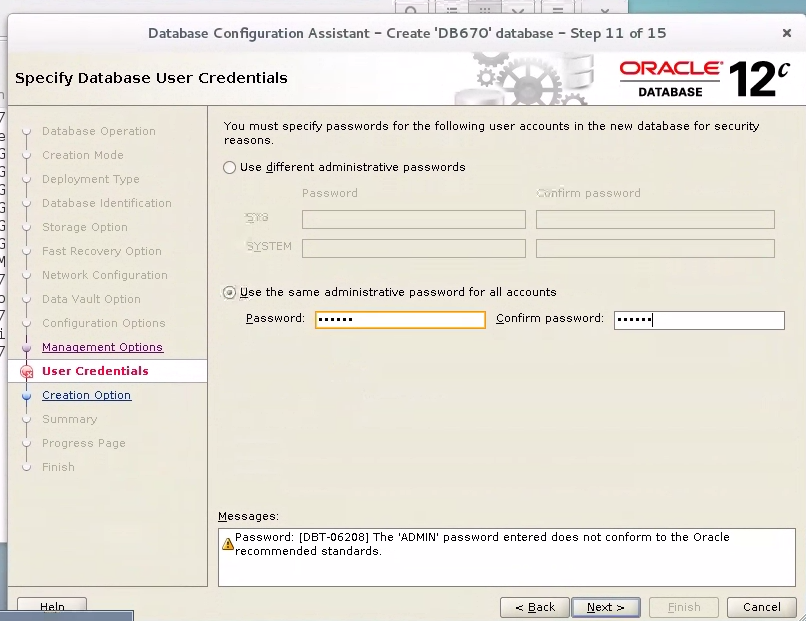 Database Configuration Assistant - Create 'DB670' database - Step 11 of 15
Specify Database User Credentials
ORACLE
DATABASE
12c
Database Operation
Creation Mode
Deployment Type
Database Identification
Storage Option
Fast Recovery Option
Network Configuration
Data Vault Option
Configuration Options
Management Options
User Credentials
Creation Option
Summary
Progress Page
Finish
You must specify passwords for the following user accounts in the new database for security
reasons.
Use different administrative passwords
Password Confirm password
SYS
SYSTEM
Use the same administrative password for all accounts
Password: •••••• Confirm password: ••••••
Messages:
Password: [DBT-06208] The 'ADMIN' password entered does not conform to the Oracle
recommended standards.
Help < Back Next > Finish Cancel